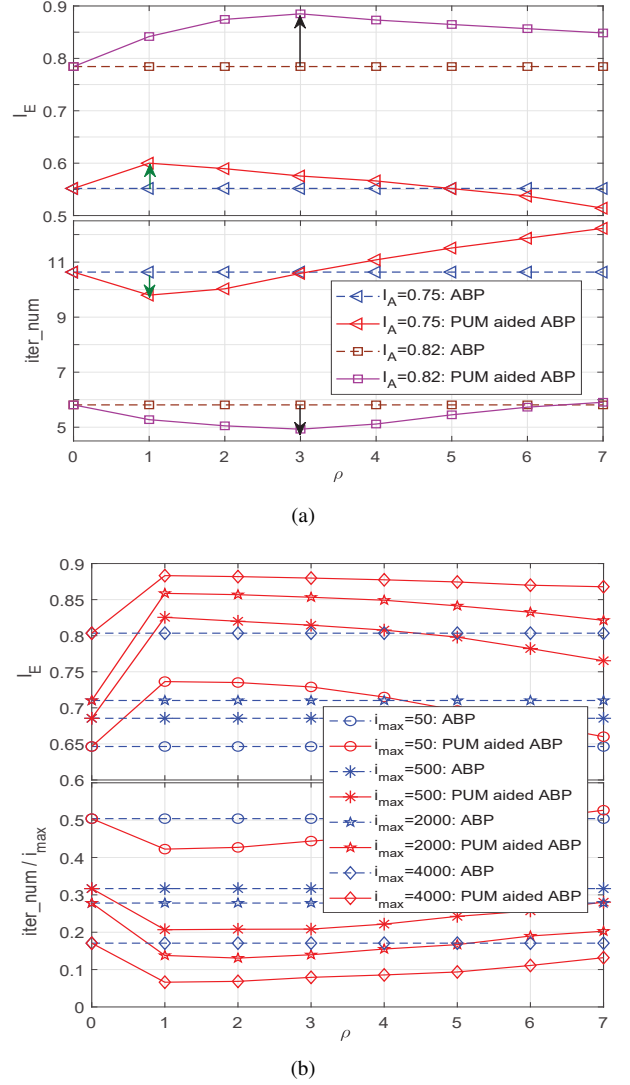 0.9
0.8
I_E
0.6
0.5
11
9
iter_num
7
5
I_A=0.75: ABP
I_A=0.75: PUM aided ABP
I_A=0.82: ABP
I_A=0.82: PUM aided ABP
0 1 2 3 4 5 6 7
ρ
(a)
0.9
0.85
0.8
I_E
0.75
0.7
0.65
0.6
i_max=50: ABP
i_max=50: PUM aided ABP
i_max=500: ABP
i_max=500: PUM aided ABP
i_max=2000: ABP
i_max=2000: PUM aided ABP
i_max=4000: ABP
i_max=4000: PUM aided ABP
0.5
0.4
iter_num / i_max
0.3
0.2
0.1
0
0 1 2 3 4 5 6 7
ρ
(b)